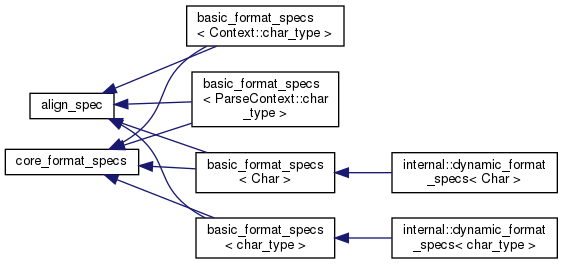 basic_format_specs
< Context::char_type >
basic_format_specs
< ParseContext::char
_type >
align_spec
core_format_specs
basic_format_specs
< Char >
internal::dynamic_format
_specs< Char >
basic_format_specs
< char_type >
internal::dynamic_format
_specs< char_type >